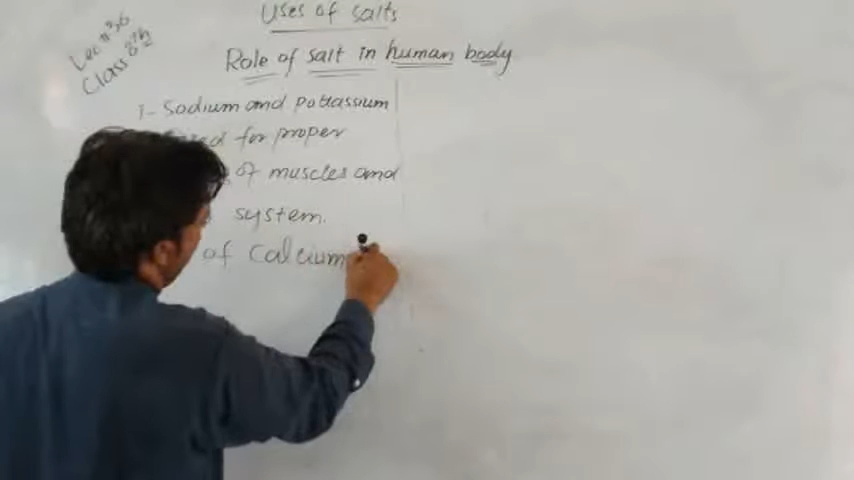 Uses of salts
Lec # 36
Class 8th
Role of salt in human body
1- Sodium and Potassium
for proper
of muscles and
system.
of Calcium